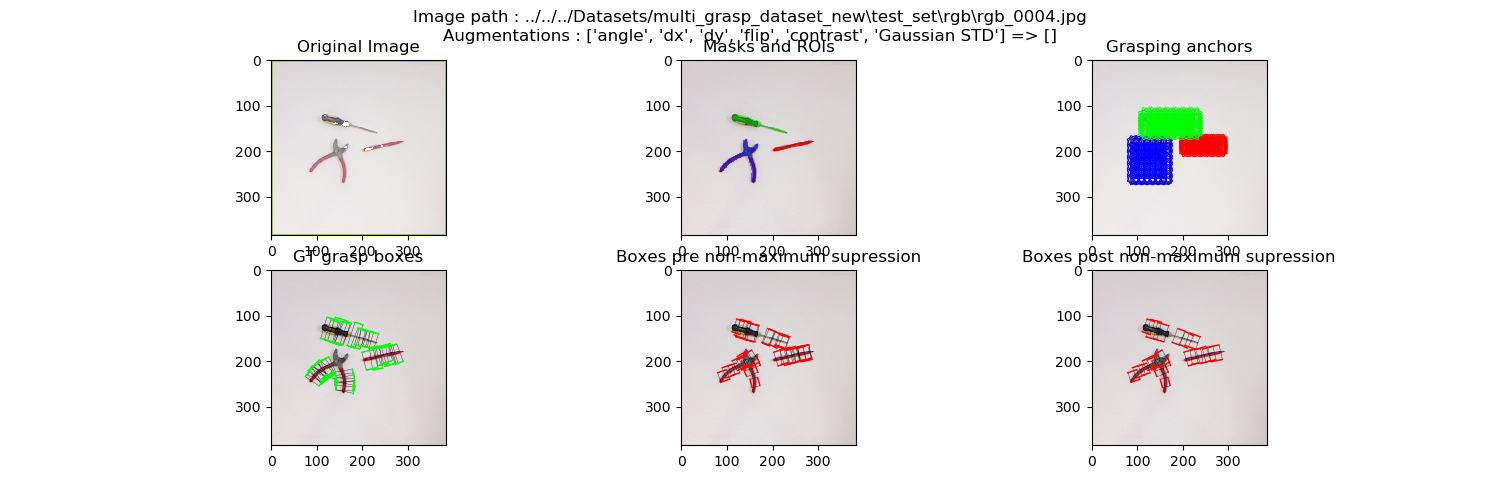 Image path : ../../../Datasets/multi_grasp_dataset_new\test_set\rgb\rgb_0004.jpg
Augmentations : ['angle', 'dx', 'dy', 'flip', 'contrast', 'Gaussian STD'] => []
Original Image
Masks and ROIs
Grasping anchors
0
100
200
300
0 100 200 300
0
100
200
300
0 100 200 300
0
100
200
300
0 100 200 300
GT grasp boxes
Boxes pre non-maximum supression
Boxes post non-maximum supression
0
100
200
300
0 100 200 300
0
100
200
300
0 100 200 300
0
100
200
300
0 100 200 300